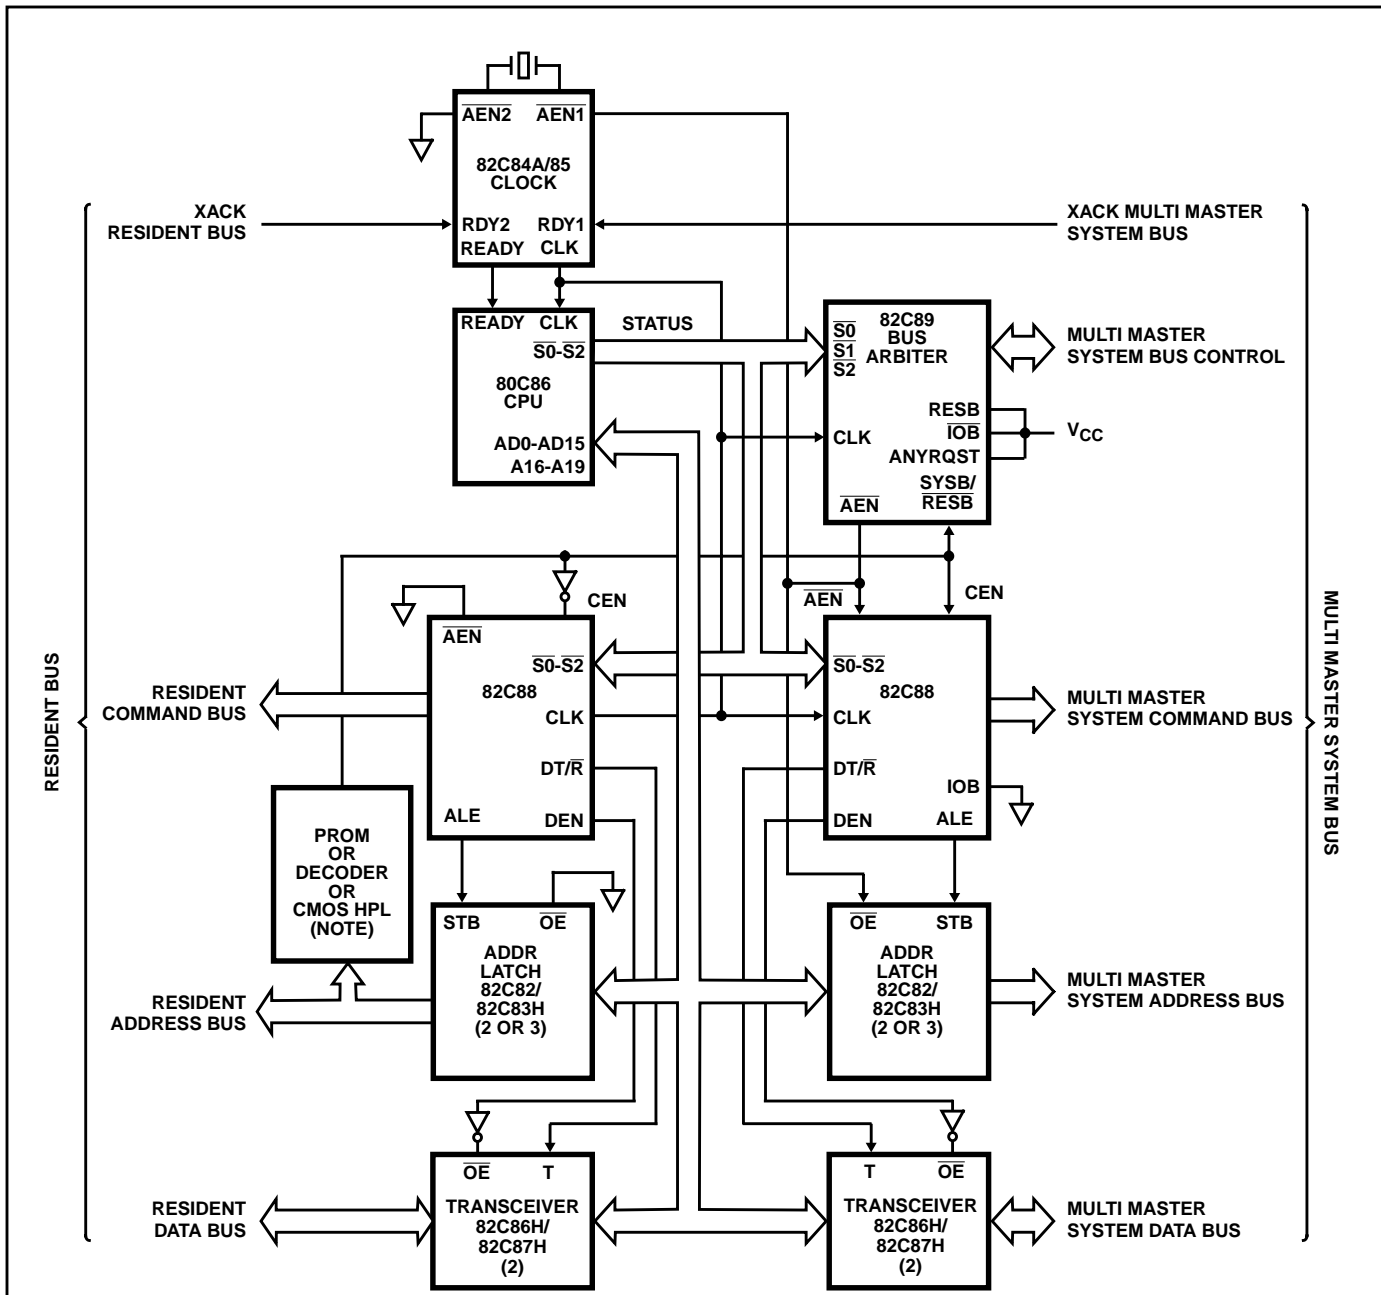 AEN2 AEN1
82C84A/85
CLOCK
XACK
RESIDENT BUS
RDY2 RDY1
READY CLK
XACK MULTI MASTER
SYSTEM BUS
READY CLK
S0-S2
80C86
CPU
AD0-AD15
A16-A19
STATUS
82C89
BUS
ARBITER
S0
S1
S2
CLK
RESB
IOB
ANYRQST
SYSB/
RESB
AEN
MULTI MASTER
SYSTEM BUS CONTROL
VCC
CEN
AEN
CEN
RESIDENT BUS
MULTI MASTER SYSTEM BUS
AEN
S0-S2
82C88
CLK
DT/R
ALE
DEN
RESIDENT
COMMAND BUS
S0-S2
82C88
CLK
DT/R
IOB
DEN
ALE
MULTI MASTER
SYSTEM COMMAND BUS
PROM
OR
DECODER
OR
CMOS HPL
(NOTE)
STB OE
ADDR
LATCH
82C82/
82C83H
(2 OR 3)
RESIDENT
ADDRESS BUS
OE STB
ADDR
LATCH
82C82/
82C83H
(2 OR 3)
MULTI MASTER
SYSTEM ADDRESS BUS
OE T
TRANSCEIVER
82C86H/
82C87H
(2)
RESIDENT
DATA BUS
T OE
TRANSCEIVER
82C86H/
82C87H
(2)
MULTI MASTER
SYSTEM DATA BUS